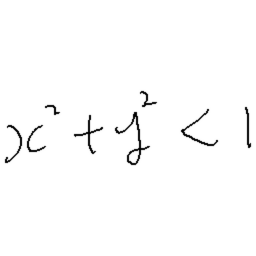 x² + y² < 1